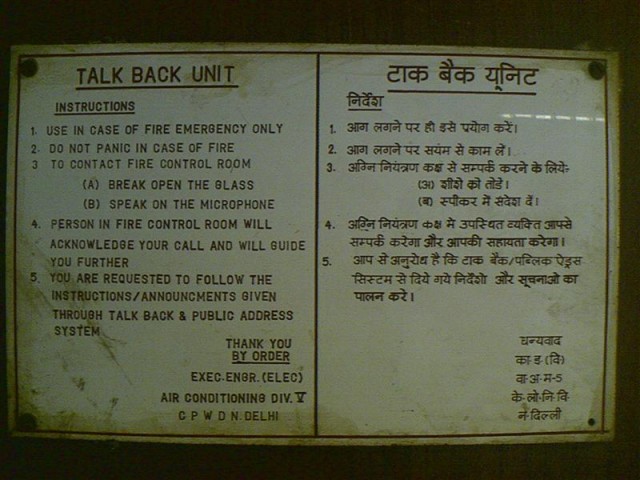 TALK BACK UNIT
INSTRUCTIONS
1. USE IN CASE OF FIRE EMERGENCY ONLY
2. DO NOT PANIC IN CASE OF FIRE
3 TO CONTACT FIRE CONTROL ROOM
(A) BREAK OPEN THE GLASS
(B) SPEAK ON THE MICROPHONE
4. PERSON IN FIRE CONTROL ROOM WILL
ACKNOWLEDGE YOUR CALL AND WILL GUIDE
YOU FURTHER
5. YOU ARE REQUESTED TO FOLLOW THE
INSTRUCTIONS/ANNOUNCMENTS GIVEN
THROUGH TALK BACK & PUBLIC ADDRESS
SYSTEM
THANK YOU
BY ORDER
EXEC.ENGR.(ELEC)
AIR CONDITIONING DIV. V
C P W D N. DELHI
टाक बैक यूनिट
निर्देश
1. आग लगने पर ही इसे प्रयोग करें।
2. आग लगने पर सयंम से काम लें।
3. अग्नि नियंत्रण कक्ष से सम्पर्क करने के लियेः-
(अ) शीशे को तोडे।
(ब) स्पीकर में संदेश दें।
4. अग्नि नियंत्रण कक्ष मे उपस्थित व्यक्ति आपसे
सम्पर्क करेगा और आपकी सहायता करेगा।
5. आप से अनुरोध है कि टाक बैक/पब्लिक ऐड्रस
सिस्टम से दिये गये निर्देशो और सूचनाओ का
पालन करे।
धन्यवाद
का·इ·(वि)
वा·अ·म-5
के·लो·नि·वि·
न·दिल्ली